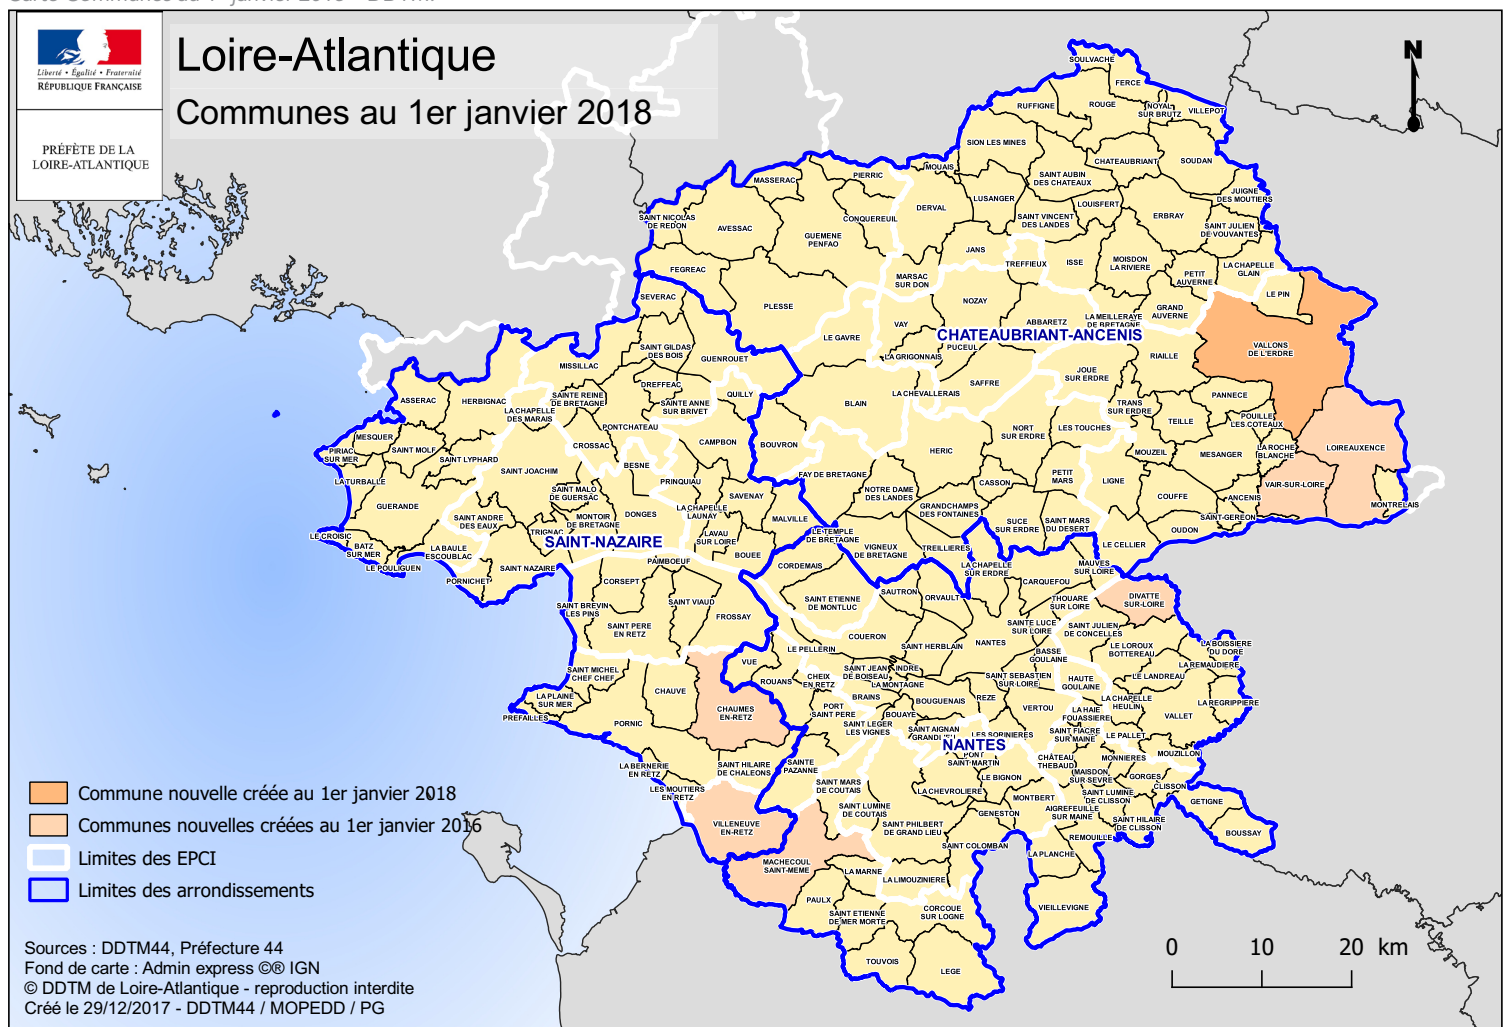 Liberté • Égalité • Fraternité
RÉPUBLIQUE FRANÇAISE
PRÉFÈTE DE LA
LOIRE-ATLANTIQUE
Loire-Atlantique
Communes au 1er janvier 2018
N
SOULVACHE
FERCE
RUFFIGNE
ROUGE
NOYAL
SUR BRUTZ
VILLEPOT
SION LES MINES
MOUAIS
CHATEAUBRIANT
SOUDAN
PIERRIC
MASSERAC
SAINT AUBIN
DES CHATEAUX
JUIGNE
DES MOUTIERS
LUSANGER
LOUISFERT
DERVAL
SAINT NICOLAS
DE REDON
AVESSAC
CONQUEREUIL
GUEMENE
PENFAO
SAINT VINCENT
DES LANDES
ERBRAY
SAINT JULIEN
DE VOUVANTES
JANS
TREFFIEUX
ISSE
MOISDON
LA RIVIERE
LA CHAPELLE
GLAIN
PETIT
AUVERNE
FEGREAC
MARSAC
SUR DON
LE PIN
SEVERAC
PLESSE
NOZAY
GRAND
AUVERNE
LA MEILLERAYE
DE BRETAGNE
ABBARETZ
VAY
LE GAVRE
CHATEAUBRIANT-ANCENIS
PUCEUL
LA GRIGONNAIS
RIAILLE
VALLONS
DE L'ERDRE
SAINT GILDAS
DES BOIS
GUENROUET
MISSILLAC
JOUE
SUR ERDRE
SAFFRE
DREFFEAC
QUILLY
LA CHEVALLERAIS
BLAIN
PANNECE
ASSERAC
HERBIGNAC
SAINTE REINE
DE BRETAGNE
SAINTE ANNE
SUR BRIVET
TRANS
SUR ERDRE
LA CHAPELLE
DES MARAIS
TEILLE
POUILLE
LES COTEAUX
PONTCHATEAU
NORT
SUR ERDRE
LES TOUCHES
MESQUER
CROSSAC
CAMPBON
BOUVRON
HERIC
MOUZEIL
MESANGER
LA ROCHE
BLANCHE
LOIREAUXENCE
PIRIAC
SUR MER
SAINT MOLF
SAINT LYPHARD
BESNE
SAINT JOACHIM
FAY DE BRETAGNE
PETIT
MARS
LIGNE
VAIR-SUR-LOIRE
LA TURBALLE
PRINQUIAU
CASSON
NOTRE DAME
DES LANDES
COUFFE
ANCENIS
SAINT-GEREON
MONTRELAIS
GUERANDE
SAINT MALO
DE GUERSAC
SAVENAY
GRANDCHAMPS
DES FONTAINES
LA CHAPELLE
LAUNAY
DONGES
MONTOIR
DE BRETAGNE
SAINT ANDRE
DES EAUX
MALVILLE
SUCE
SUR ERDRE
SAINT MARS
DU DESERT
OUDON
TRIGNAC
LAVAU
SUR LOIRE
LE TEMPLE
DE BRETAGNE
LE CROISIC
SAINT-NAZAIRE
LE CELLIER
BATZ
SUR MER
LA BAULE
ESCOUBLAC
BOUEE
VIGNEUX
DE BRETAGNE
TREILLIERES
LE POULIGUEN
SAINT NAZAIRE
PAIMBOEUF
CORDEMAIS
LA CHAPELLE
SUR ERDRE
MAUVES
SUR LOIRE
PORNICHET
CORSEPT
CARQUEFOU
SAUTRON
ORVAULT
THOUARE
SUR LOIRE
DIVATTE
SUR-LOIRE
SAINT ETIENNE
DE MONTLUC
SAINT BREVIN
LES PINS
SAINT VIAUD
FROSSAY
SAINT PERE
EN RETZ
SAINTE LUCE
SUR LOIRE
SAINT JULIEN
DE CONCELLES
COUERON
SAINT HERBLAIN
NANTES
LE PELLERIN
BASSE
GOULAINE
LE LOROUX
BOTTEREAU
LA BOISSIERE
DU DORE
VUE
LA REMAUDIERE
SAINT MICHEL
CHEF CHEF
CHEIX
EN RETZ
SAINT JEAN
DE BOISEAU
INDRE
LA MONTAGNE
SAINT SEBASTIEN
SUR-LOIRE
HAUTE
GOULAINE
LE LANDREAU
ROUANS
CHAUVE
LA PLAINE
SUR MER
BRAINS
BOUGUENAIS
REZE
LA CHAPELLE
HEULIN
LA REGRIPPIERE
CHAUMES
EN-RETZ
PORT
SAINT PERE
BOUAYE
VERTOU
LA HAIE
FOUASSIERE
VALLET
PREFAILLES
PORNIC
SAINT LEGER
LES VIGNES
SAINT AIGNAN
GRANDLIEU
LES SORINIERES
SAINT FIACRE
SUR MAINE
LE PALLET
NANTES
PONT
SAINT-MARTIN
MOUZILLON
MONNIERES
CHÂTEAU
THEBAUD
LA BERNERIE
EN RETZ
SAINT HILAIRE
DE CHALEONS
SAINTE
PAZANNE
MAISDON
SUR SEVRE
GORGES
LE BIGNON
CLISSON
LES MOUTIERS
EN RETZ
SAINT MARS
DE COUTAIS
LA CHEVROLIERE
MONTBERT
SAINT LUMINE
DE CLISSON
GETIGNE
SAINT LUMINE
DE COUTAIS
AIGREFEUILLE
SUR MAINE
GENESTON
VILLENEUVE
EN-RETZ
SAINT PHILBERT
DE GRAND LIEU
SAINT HILAIRE
DE CLISSON
BOUSSAY
REMOUILLE
SAINT COLOMBAN
LA PLANCHE
MACHECOUL
SAINT-MEME
LA MARNE
LA LIMOUZINIERE
PAULX
VIEILLEVIGNE
SAINT ETIENNE
DE MER MORTE
CORCOUE
SUR LOGNE
TOUVOIS
LEGE
Commune nouvelle créée au 1er janvier 2018
Communes nouvelles créées au 1er janvier 2016
Limites des EPCI
Limites des arrondissements
Sources : DDTM44, Préfecture 44
Fond de carte : Admin express ©® IGN
© DDTM de Loire-Atlantique - reproduction interdite
Créé le 29/12/2017 - DDTM44 / MOPEDD / PG
0 10 20 km